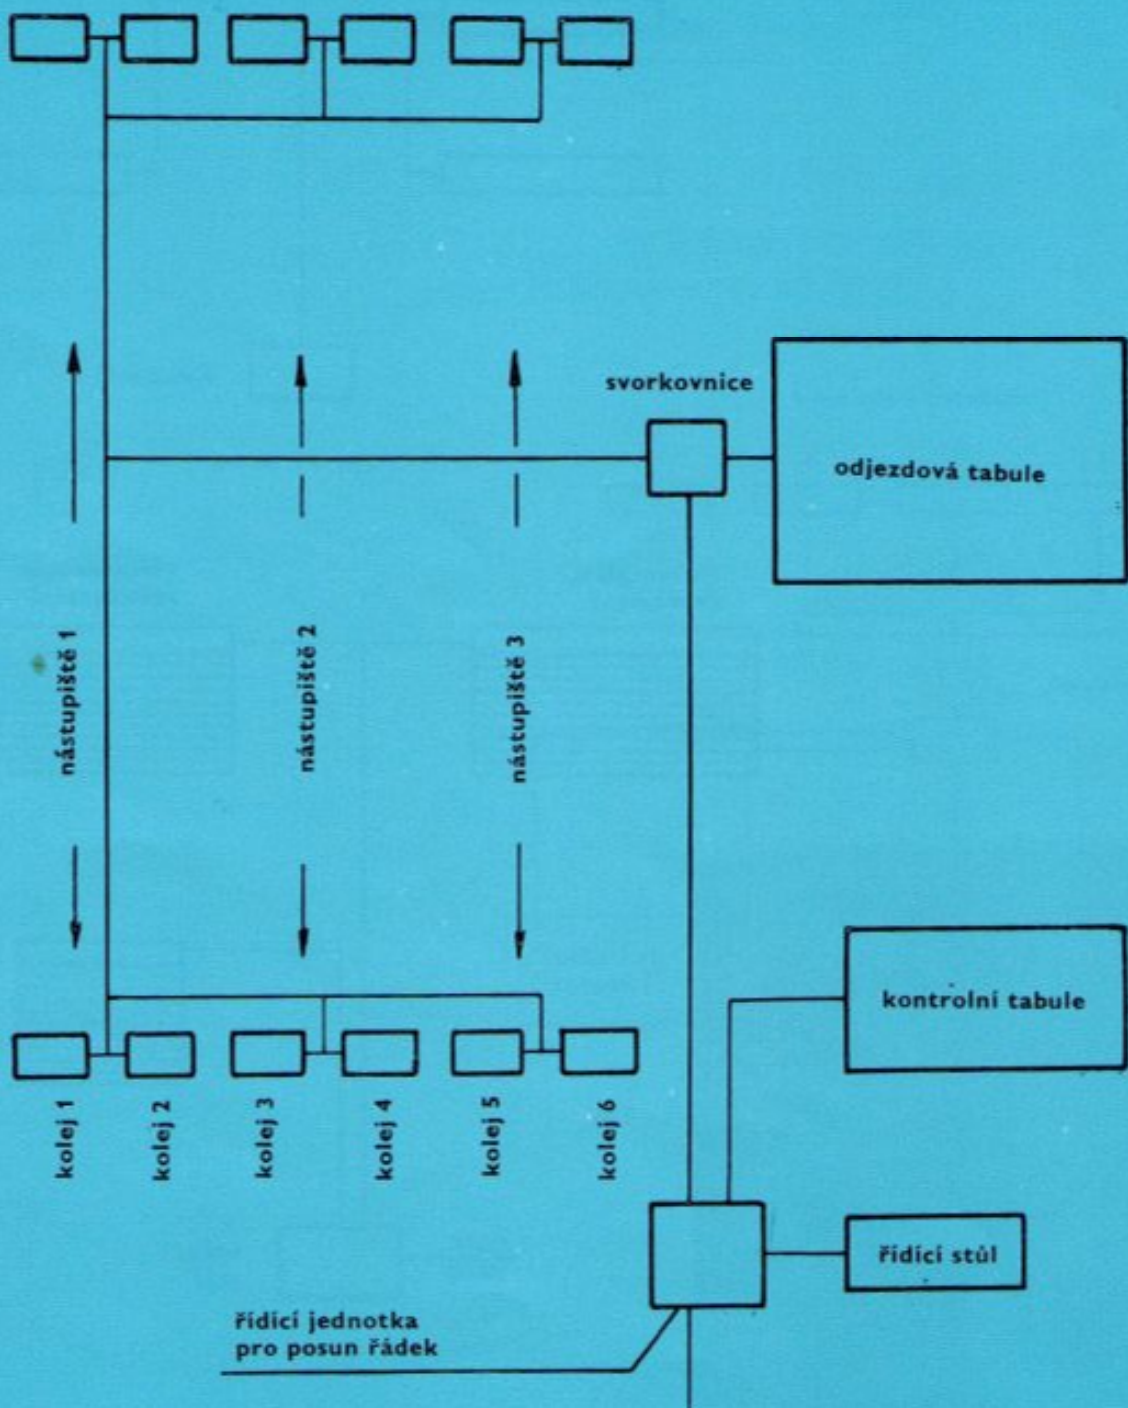 svorkovnice
odjezdová tabule
nástupiště 1
nástupiště 2
nástupiště 3
kontrolní tabule
kolej 1
kolej 2
kolej 3
kolej 4
kolej 5
kolej 6
řídící stůl
řídicí jednotka
pro posun řádek